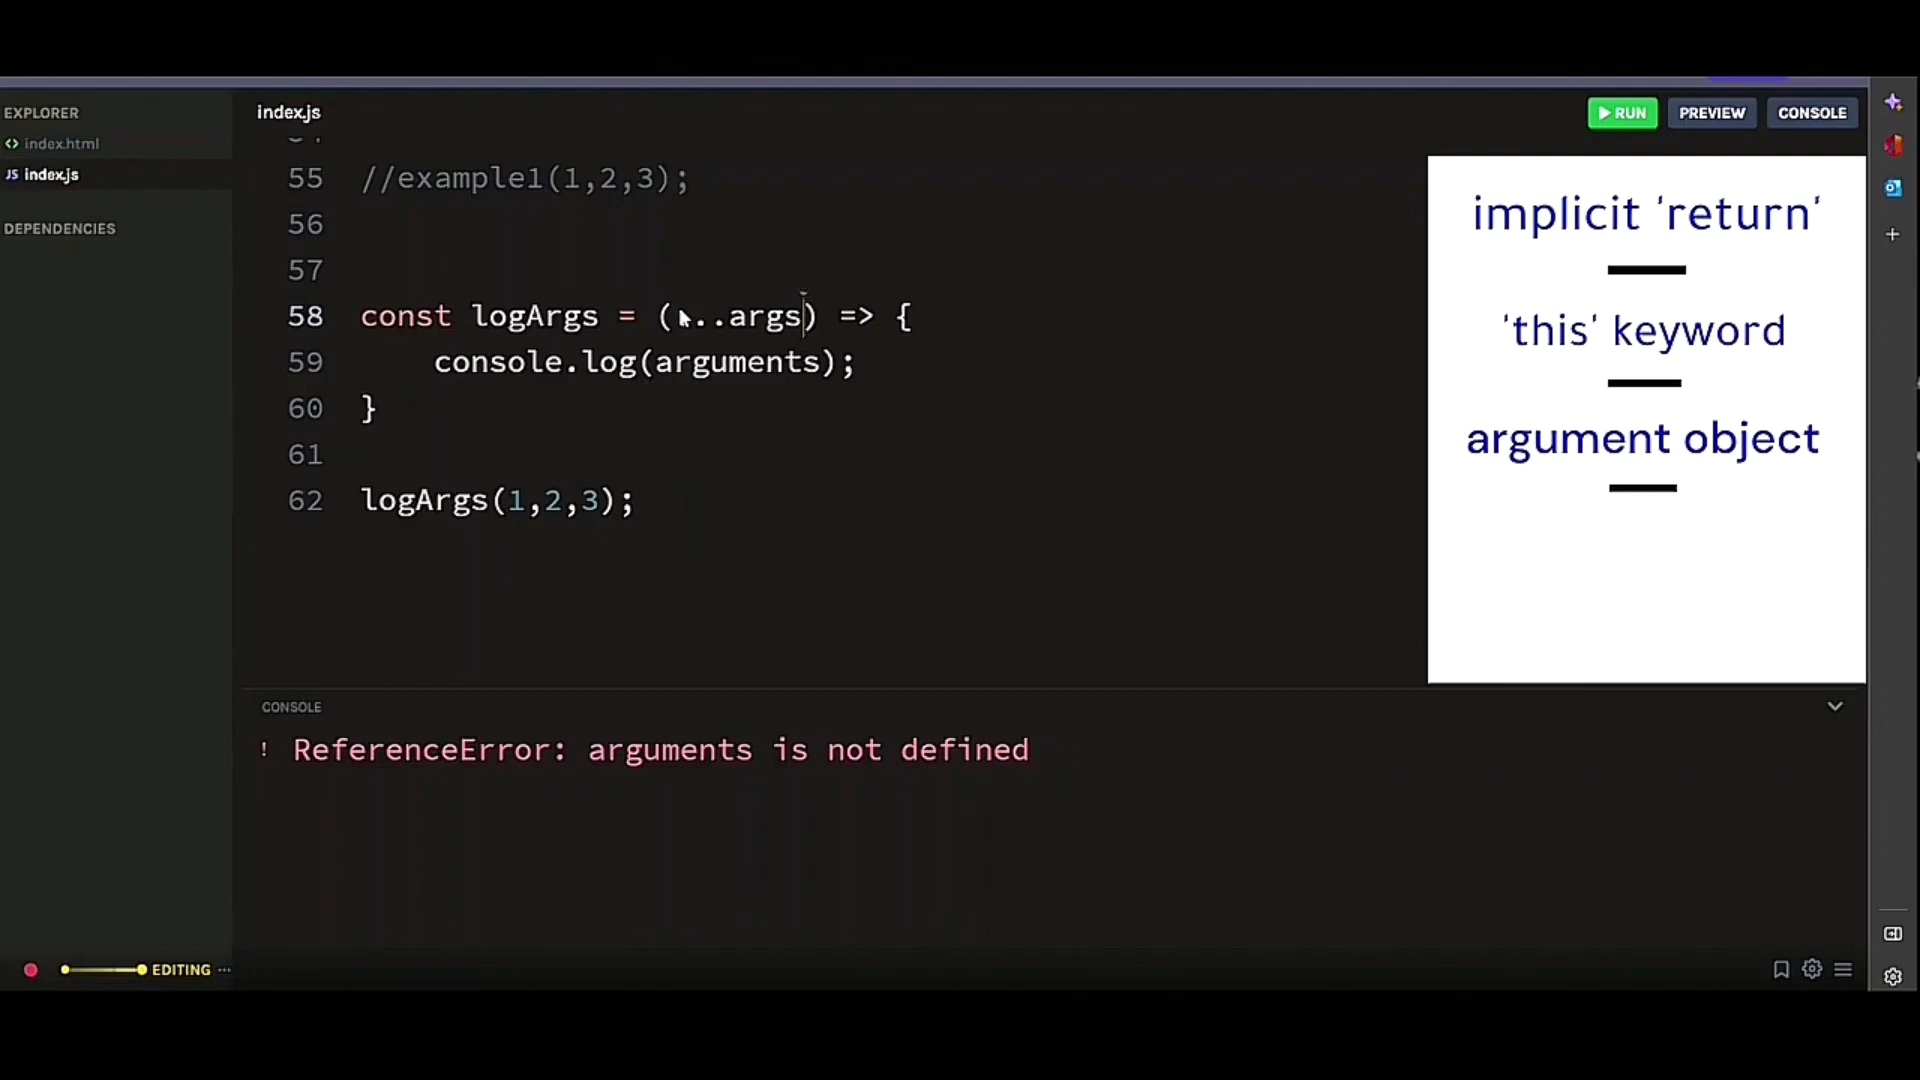 EXPLORER
index.html
JS index.js
DEPENDENCIES
index.js
RUN
PREVIEW
CONSOLE
55 //example1(1,2,3);
56
57
58 const logArgs = (...args) => {
59 console.log(arguments);
60 }
61
62 logArgs(1,2,3);
implicit 'return'
'this' keyword
argument object
CONSOLE
! ReferenceError: arguments is not defined
EDITING ...